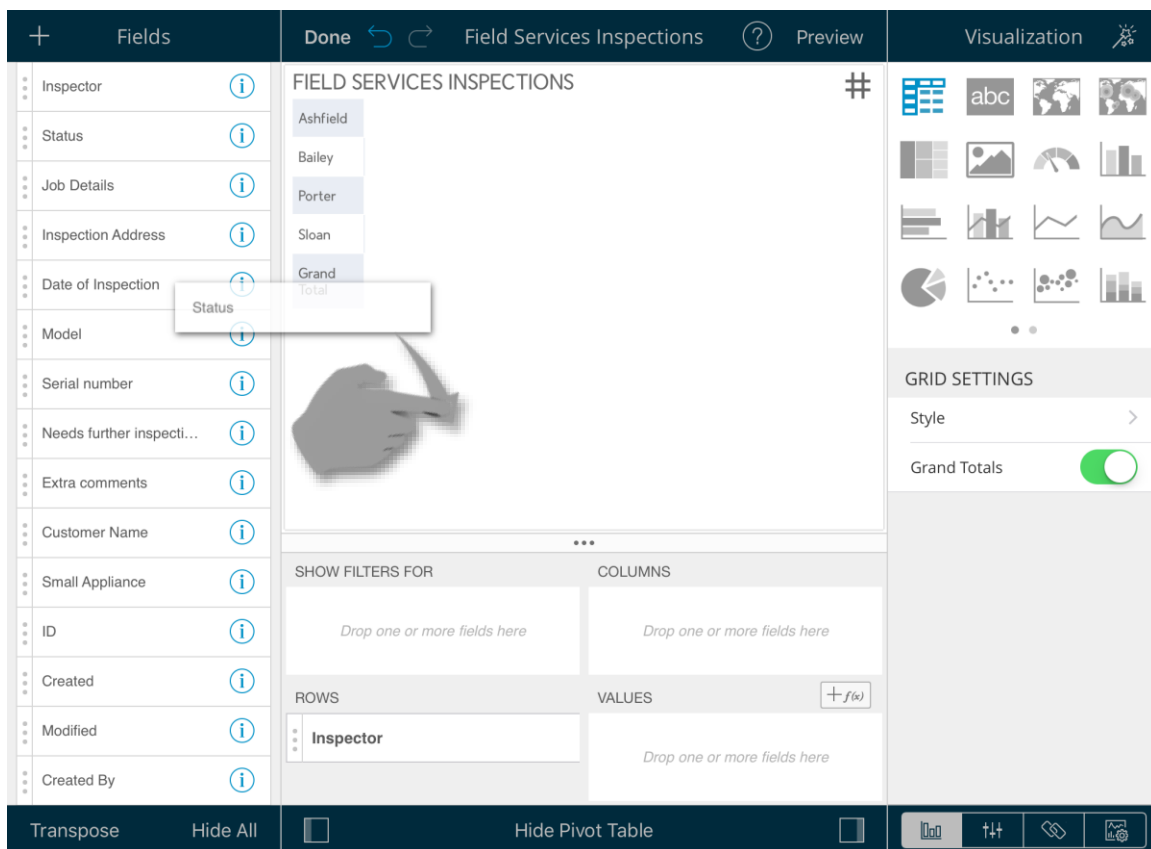 Fields
Done
Field Services Inspections
?
Preview
Visualization
Inspector
i
Status
i
Job Details
i
Inspection Address
i
Date of Inspection
i
Model
i
Serial number
i
Needs further inspecti...
i
Extra comments
i
Customer Name
i
Small Appliance
i
ID
i
Created
i
Modified
i
Created By
i
Transpose
Hide All
FIELD SERVICES INSPECTIONS
#
Ashfield
Bailey
Porter
Sloan
Grand
Total
Status
SHOW FILTERS FOR
Drop one or more fields here
COLUMNS
Drop one or more fields here
ROWS
Inspector
VALUES
+f(x)
Drop one or more fields here
Hide Pivot Table
abc
GRID SETTINGS
Style
Grand Totals